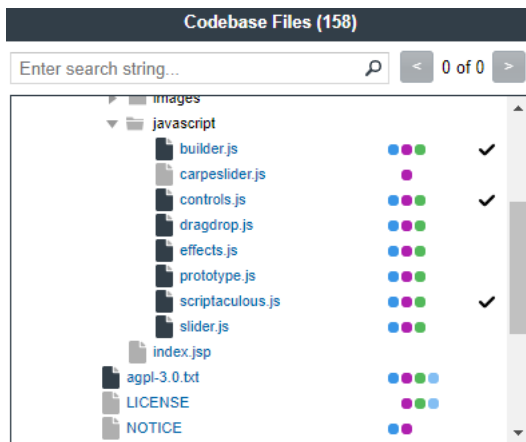 Codebase Files (158)
Enter search string...
< 0 of 0 >
images
javascript
builder.js
carpeslider.js
controls.js
dragdrop.js
effects.js
prototype.js
scriptaculous.js
slider.js
index.jsp
agpl-3.0.txt
LICENSE
NOTICE